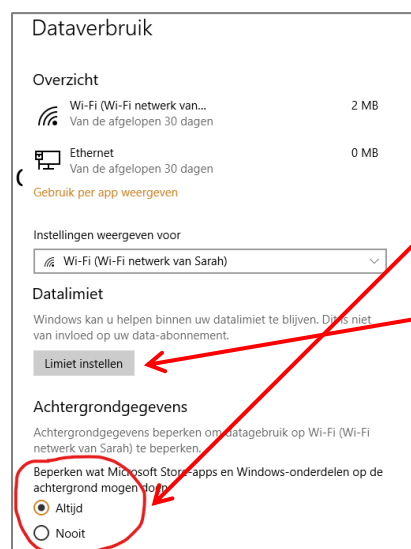 Dataverbruik
Overzicht
Wi-Fi (Wi-Fi netwerk van...
2 MB
Van de afgelopen 30 dagen
Ethernet
0 MB
Van de afgelopen 30 dagen
(
Gebruik per app weergeven
Instellingen weergeven voor
Wi-Fi (Wi-Fi netwerk van Sarah)
Datalimiet
Windows kan u helpen binnen uw datalimiet te blijven. Dit is niet
van invloed op uw data-abonnement.
Limiet instellen
Achtergrondgegevens
Achtergrondgegevens beperken om datagebruik op Wi-Fi (Wi-Fi
netwerk van Sarah) te beperken.
Beperken wat Microsoft Store-apps en Windows-onderdelen op de
achtergrond mogen doen
Altijd
Nooit